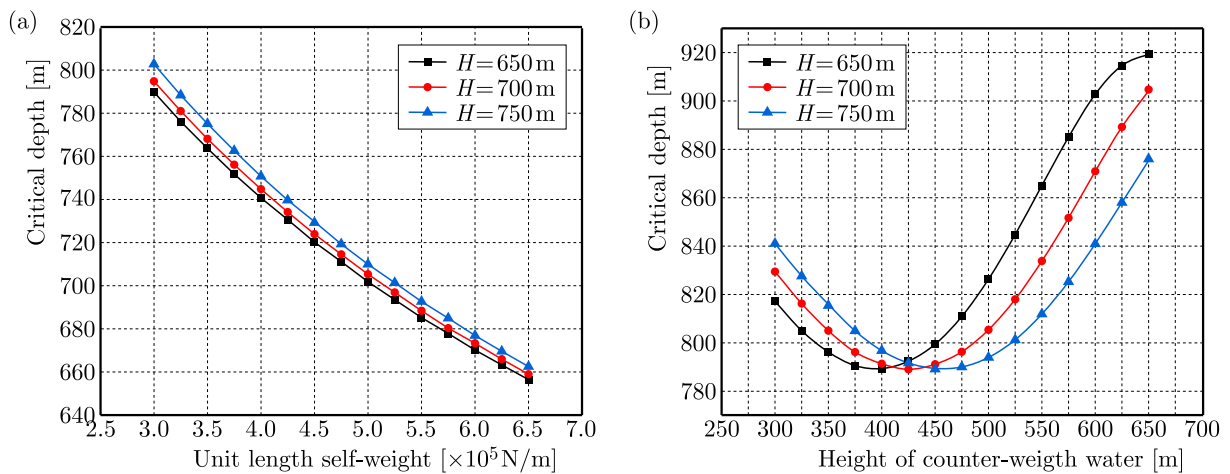 (a)
820
800
780
760
740
720
700
680
660
640
Critical depth [m]
H = 650 m
H = 700 m
H = 750 m
2.5 3.0 3.5 4.0 4.5 5.0 5.5 6.0 6.5 7.0
Unit length self-weight [×10⁵ N/m]
(b)
920
900
880
860
840
820
800
780
Critical depth [m]
H = 650 m
H = 700 m
H = 750 m
250 300 350 400 450 500 550 600 650 700
Height of counter-weigth water [m]